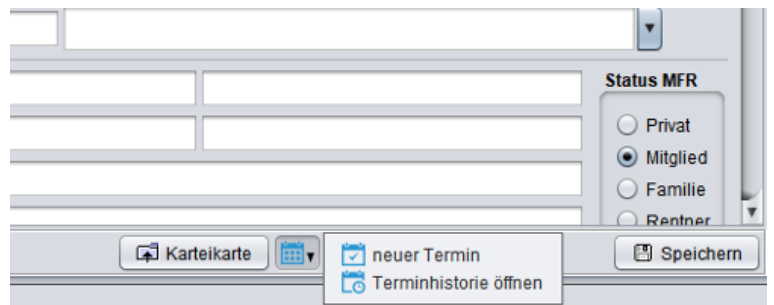 Status MFR
Privat
Mitglied
Familie
Rentner
Karteikarte
neuer Termin
Terminhistorie öffnen
Speichern